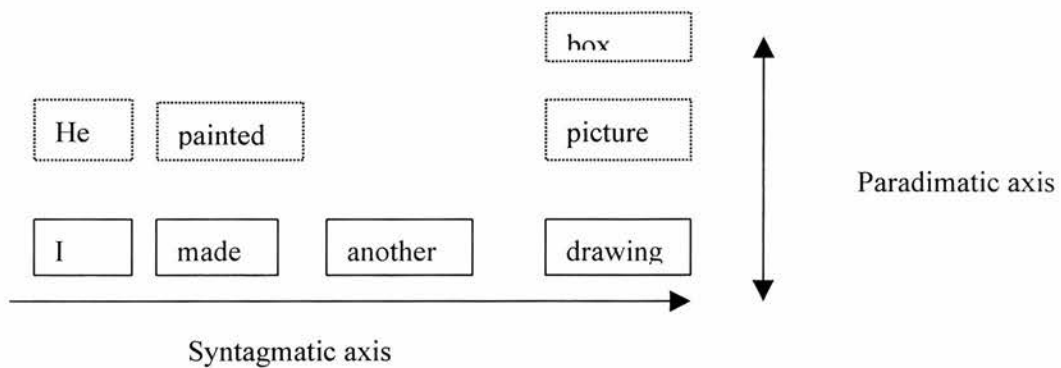 box
He painted picture
Paradimatic axis
I made another drawing
Syntagmatic axis